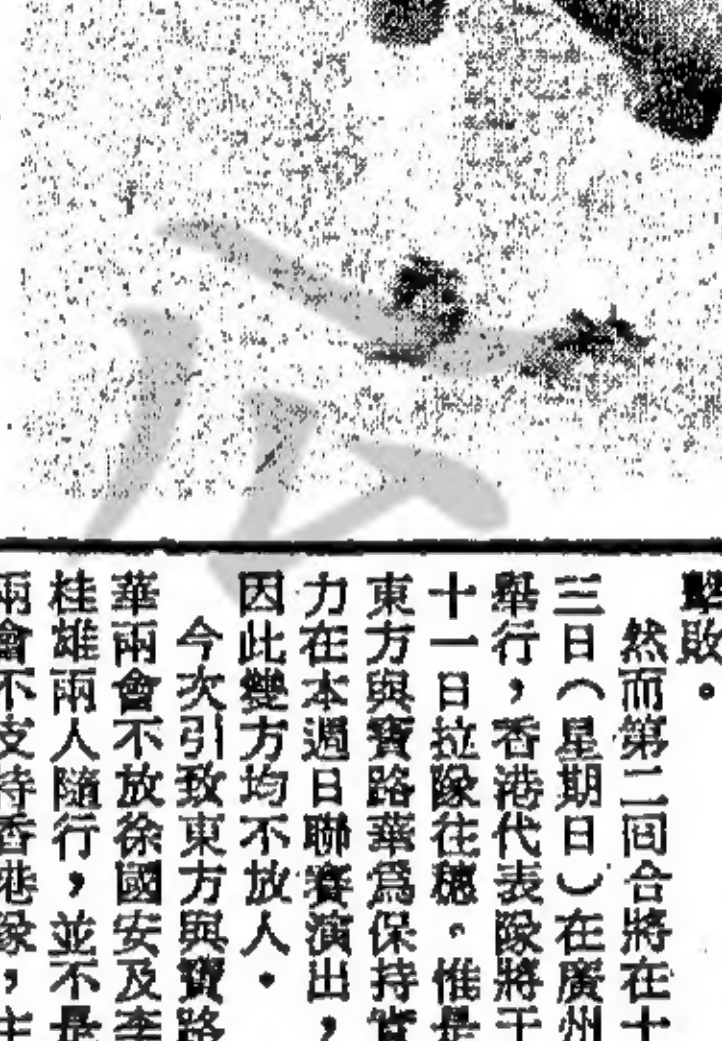 擊敗。
然而第二回合將在十
三日（星期日）在廣州
舉行，香港代表隊將于
十一日拉隊往穗。惟是
東方與寶路華爲保持實
力在本週日聯賽演出，
因此雙方均不放人。
今次引致東方與寶路
華兩會不放徐國安及李
桂雄兩人隨行，並不是
兩會不支持香港隊，主